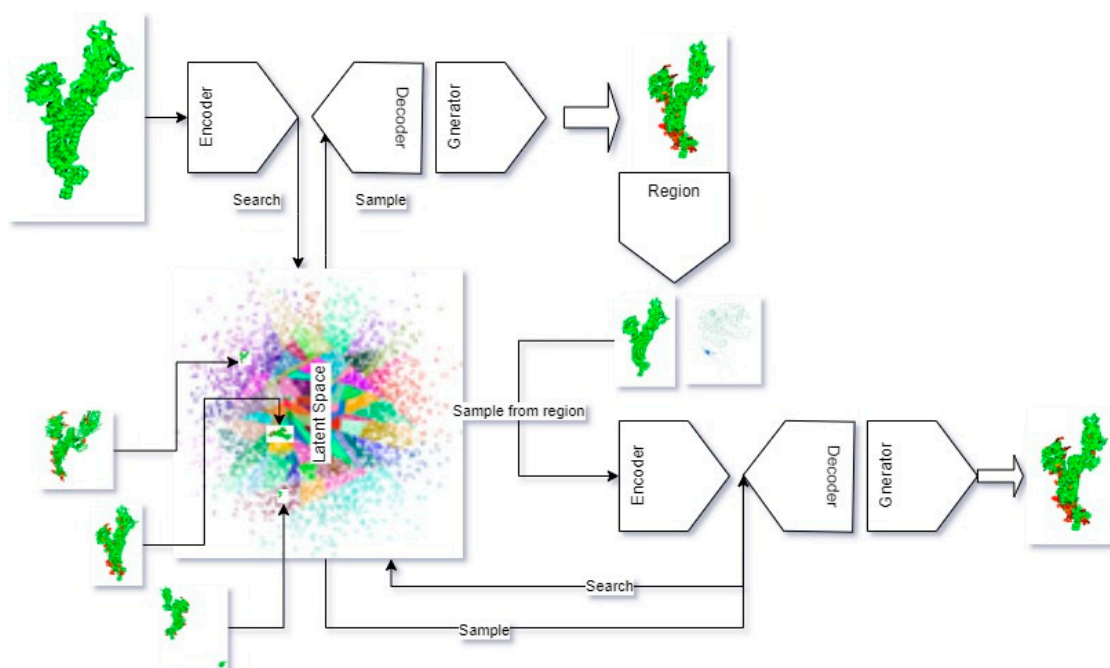 Encoder
Decoder
Gnerator
Search
Sample
Region
Latent Space
Sample from region
Encoder
Decoder
Gnerator
Search
Sample